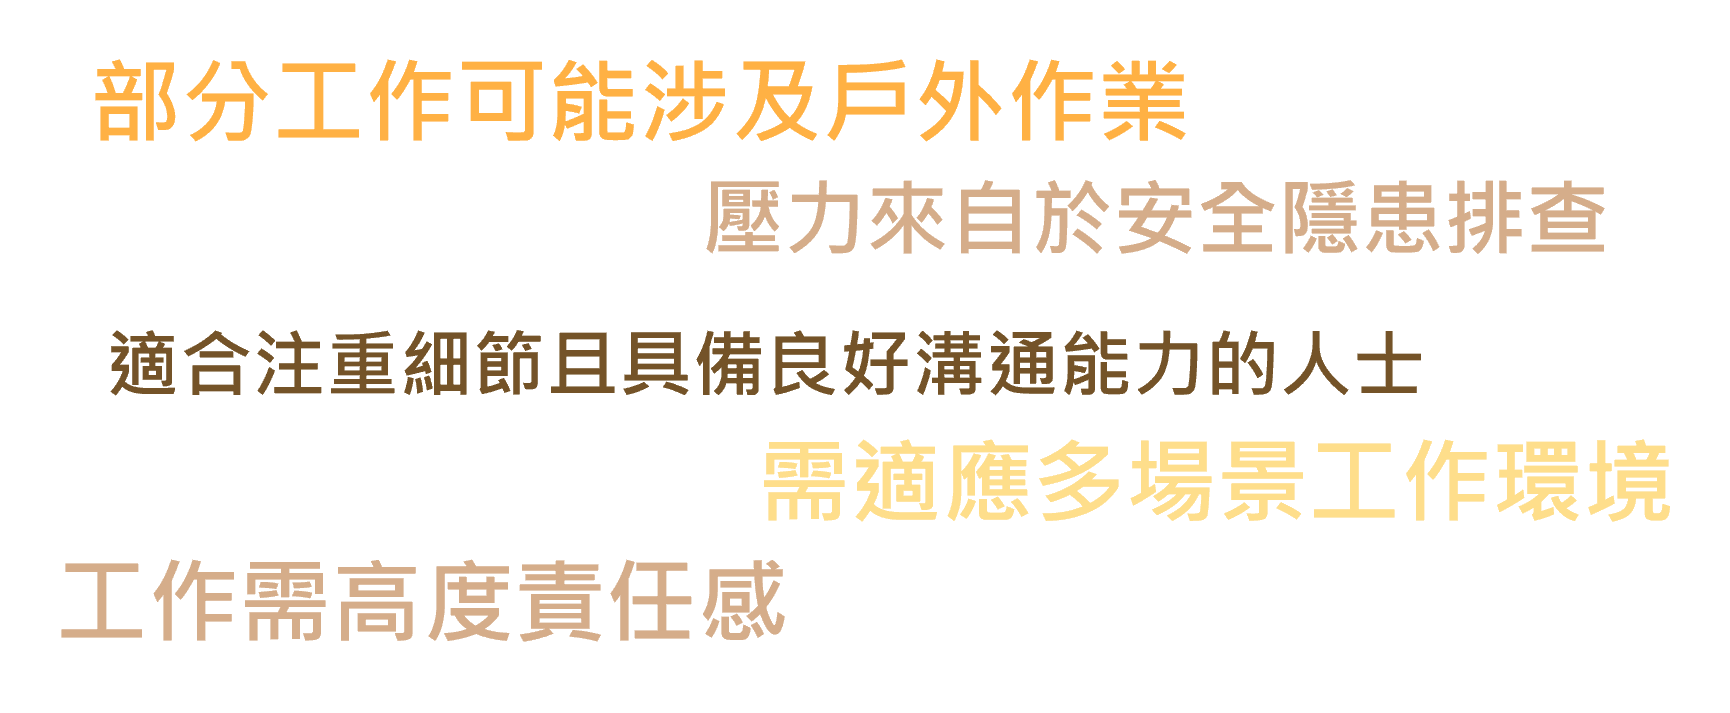 部分工作可能涉及戶外作業
壓力來自於安全隱患排查
適合注重細節且具備良好溝通能力的人士
需適應多場景工作環境
工作需高度責任感